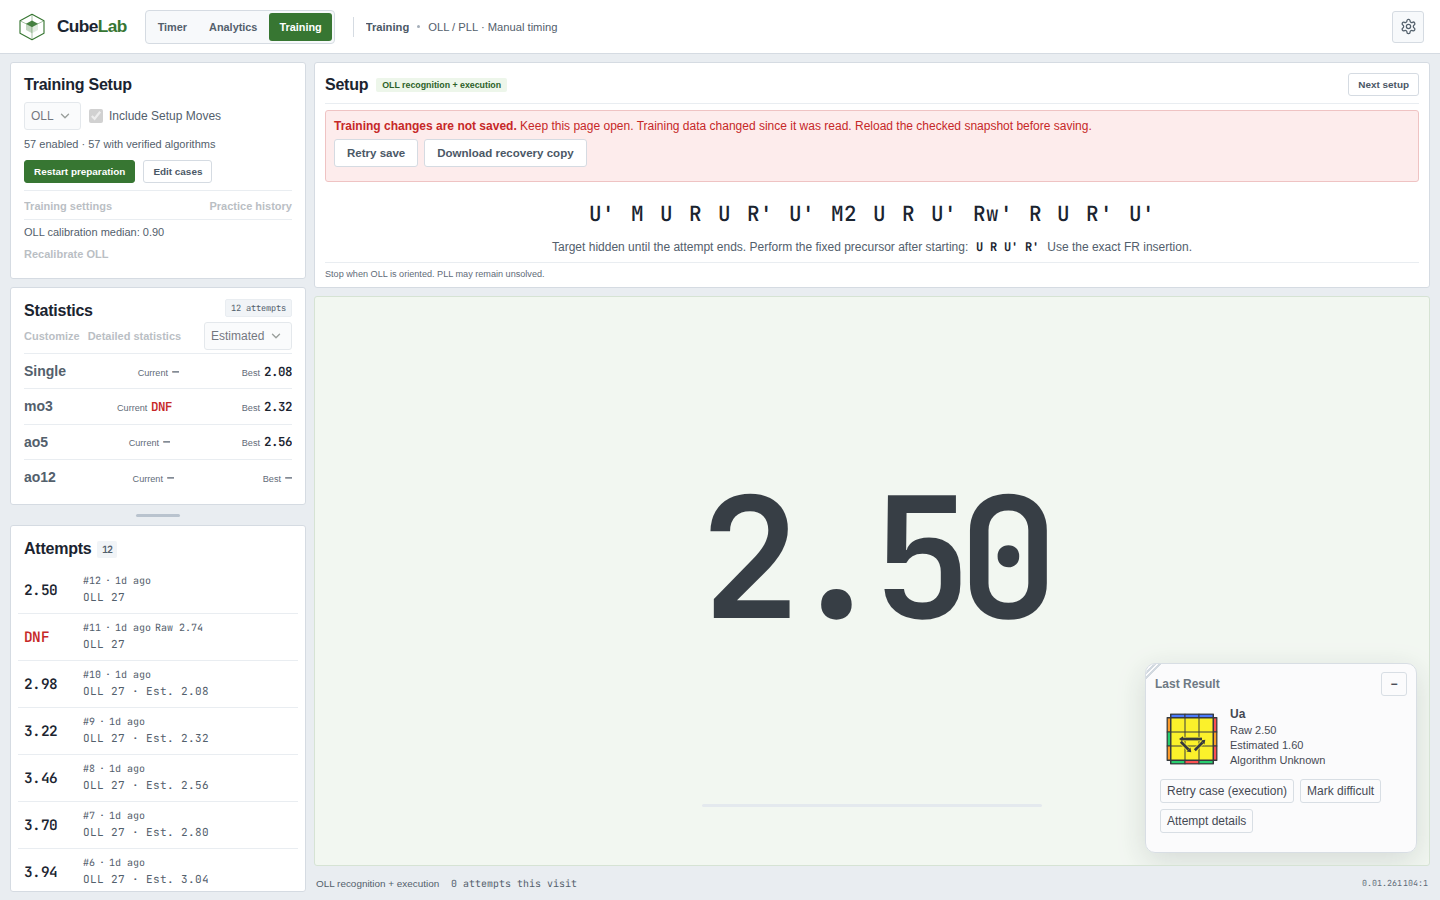 CubeLab
Timer Analytics Training
Training • OLL / PLL · Manual timing
Training Setup
OLL Include Setup Moves
57 enabled · 57 with verified algorithms
Restart preparation Edit cases
Training settings Practice history
OLL calibration median: 0.90
Recalibrate OLL
Statistics 12 attempts
Customize Detailed statistics Estimated
Single Current — Best 2.08
mo3 Current DNF Best 2.32
ao5 Current — Best 2.56
ao12 Current — Best —
Attempts 12
2.50 #12 · 1d ago
OLL 27
DNF #11 · 1d ago Raw 2.74
OLL 27
2.98 #10 · 1d ago
OLL 27 · Est. 2.08
3.22 #9 · 1d ago
OLL 27 · Est. 2.32
3.46 #8 · 1d ago
OLL 27 · Est. 2.56
3.70 #7 · 1d ago
OLL 27 · Est. 2.80
3.94 #6 · 1d ago
OLL 27 · Est. 3.04
Setup OLL recognition + execution Next setup
Training changes are not saved. Keep this page open. Training data changed since it was read. Reload the checked snapshot before saving.
Retry save Download recovery copy
U' M U R U R' U' M2 U R U' Rw' R U R' U'
Target hidden until the attempt ends. Perform the fixed precursor after starting: U R U' R' Use the exact FR insertion.
Stop when OLL is oriented. PLL may remain unsolved.
2.50
Last Result –
Ua
Raw 2.50
Estimated 1.60
Algorithm Unknown
Retry case (execution) Mark difficult
Attempt details
OLL recognition + execution 0 attempts this visit
0.01.261104:1